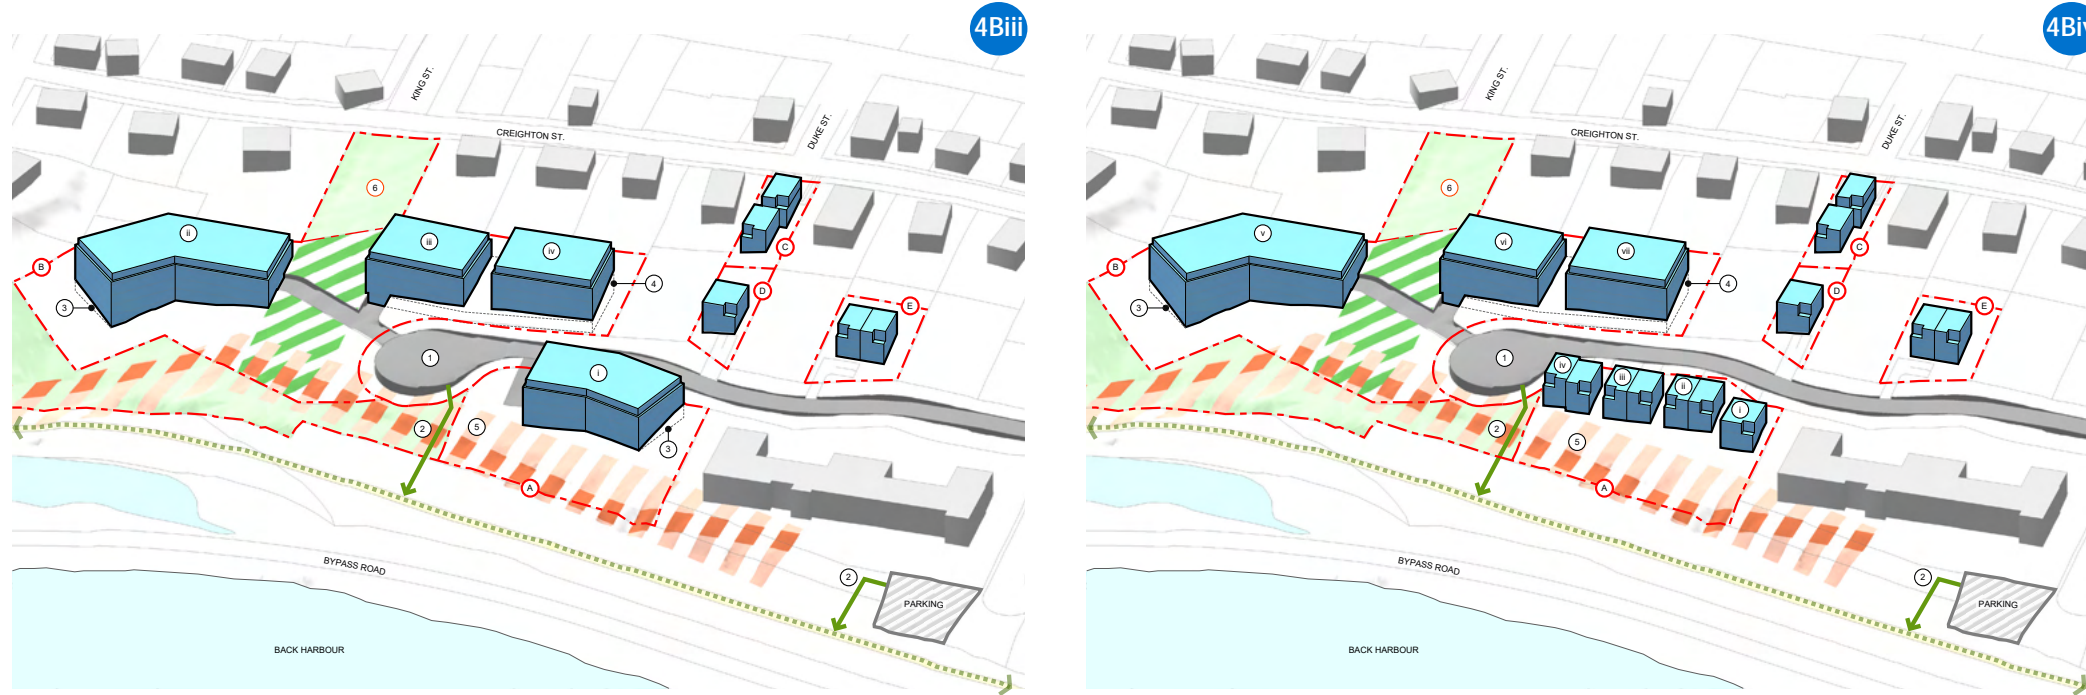 4Biii
KING ST.
CREIGHTON ST.
DUKE ST.
6
ii
iii
iv
C
B
D
4
E
3
1
i
2
5
3
A
BYPASS ROAD
2
PARKING
BACK HARBOUR
4Biv
KING ST.
CREIGHTON ST.
DUKE ST.
6
v
vi
vii
C
B
D
4
E
3
1
iv
iii
ii
i
2
5
A
BYPASS ROAD
2
PARKING
BACK HARBOUR